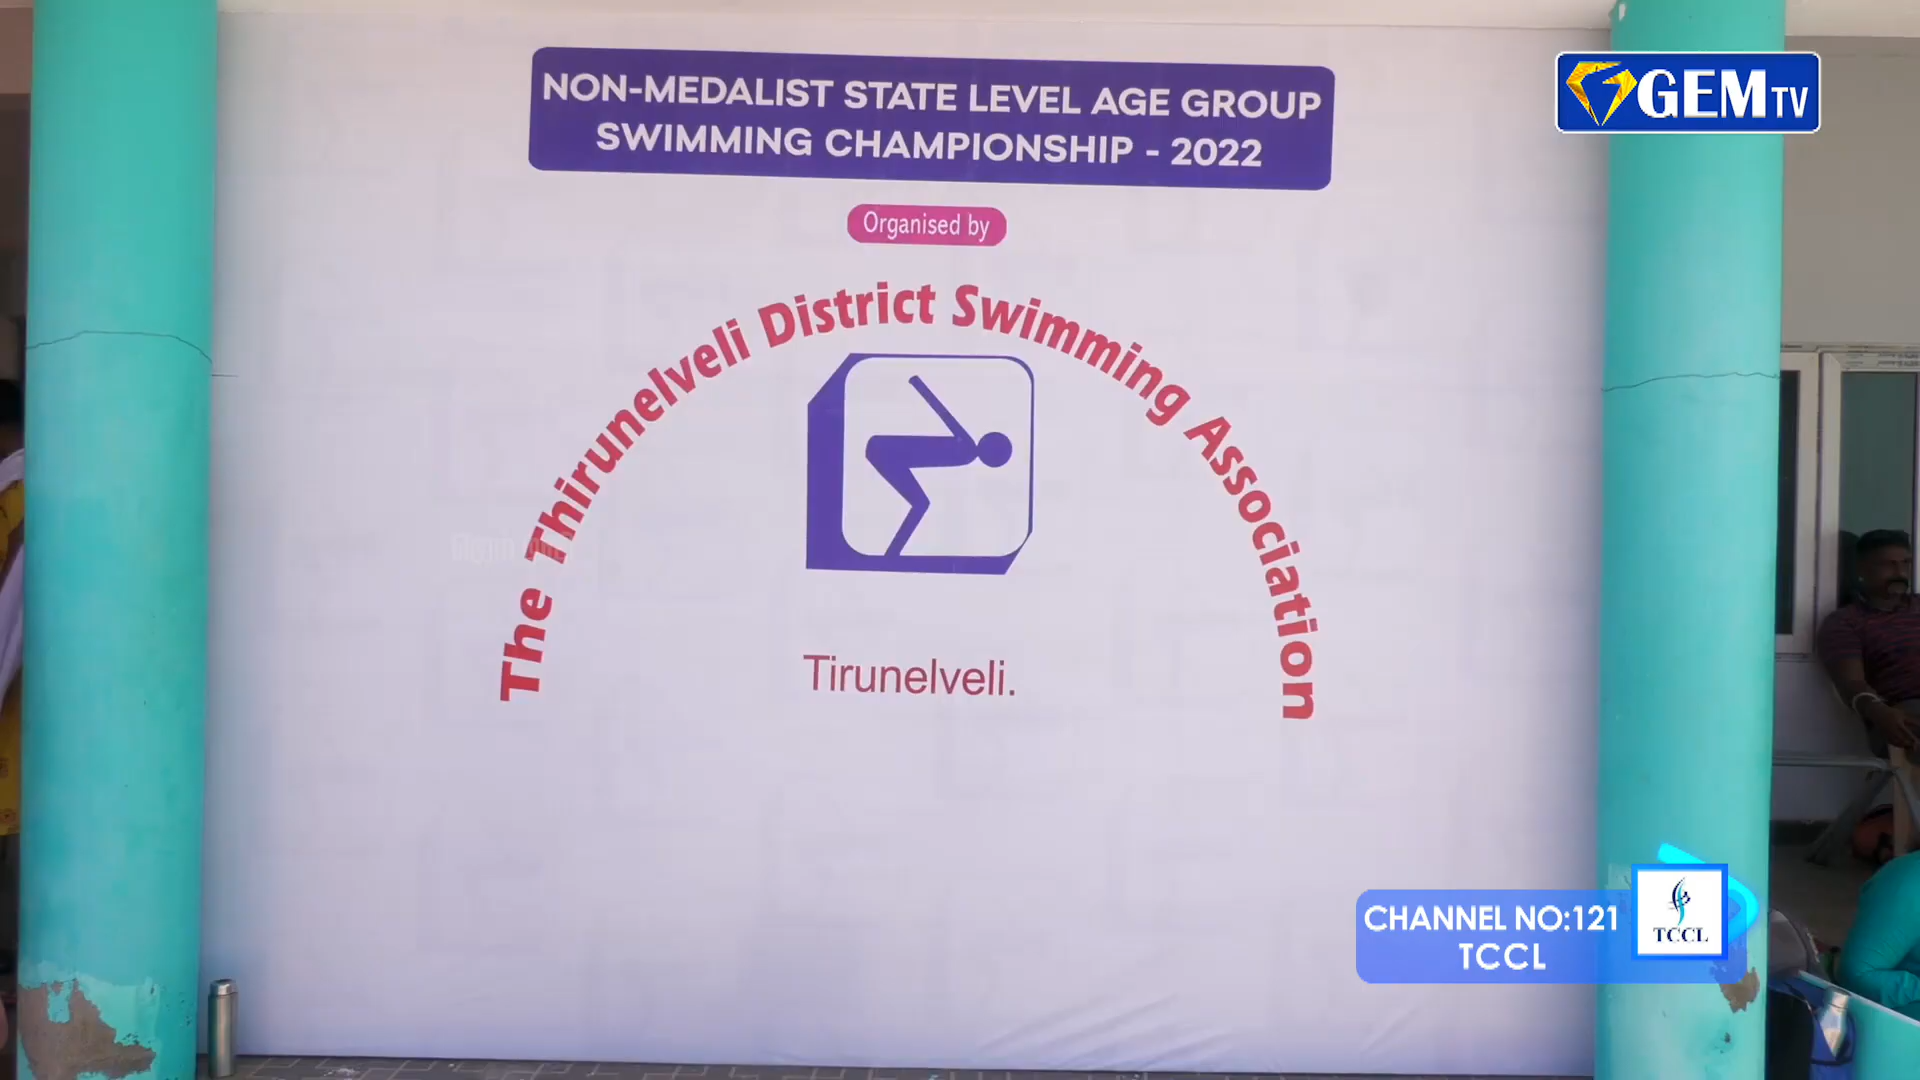 NON-MEDALIST STATE LEVEL AGE GROUP
SWIMMING CHAMPIONSHIP - 2022
GEM TV
Organised by
The Thirunelveli District Swimming Association
Tirunelveli.
CHANNEL NO:121
TCCL
TCCL